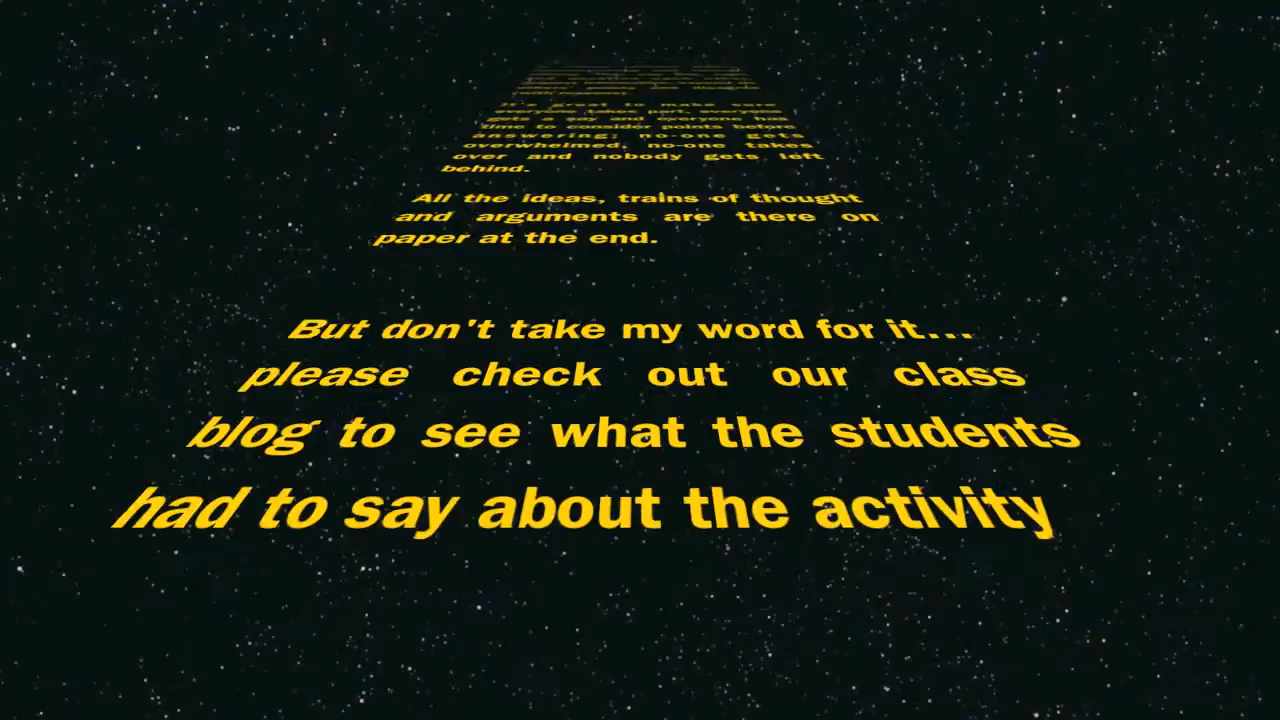 It's great to make sure
everyone takes part, everyone
gets a say and everyone has
time to consider points before
answering; no-one gets
overwhelmed, no-one takes
over and nobody gets left
behind.
All the ideas, trains of thought
and arguments are there on
paper at the end.
But don't take my word for it...
please check out our class
blog to see what the students
had to say about the activity